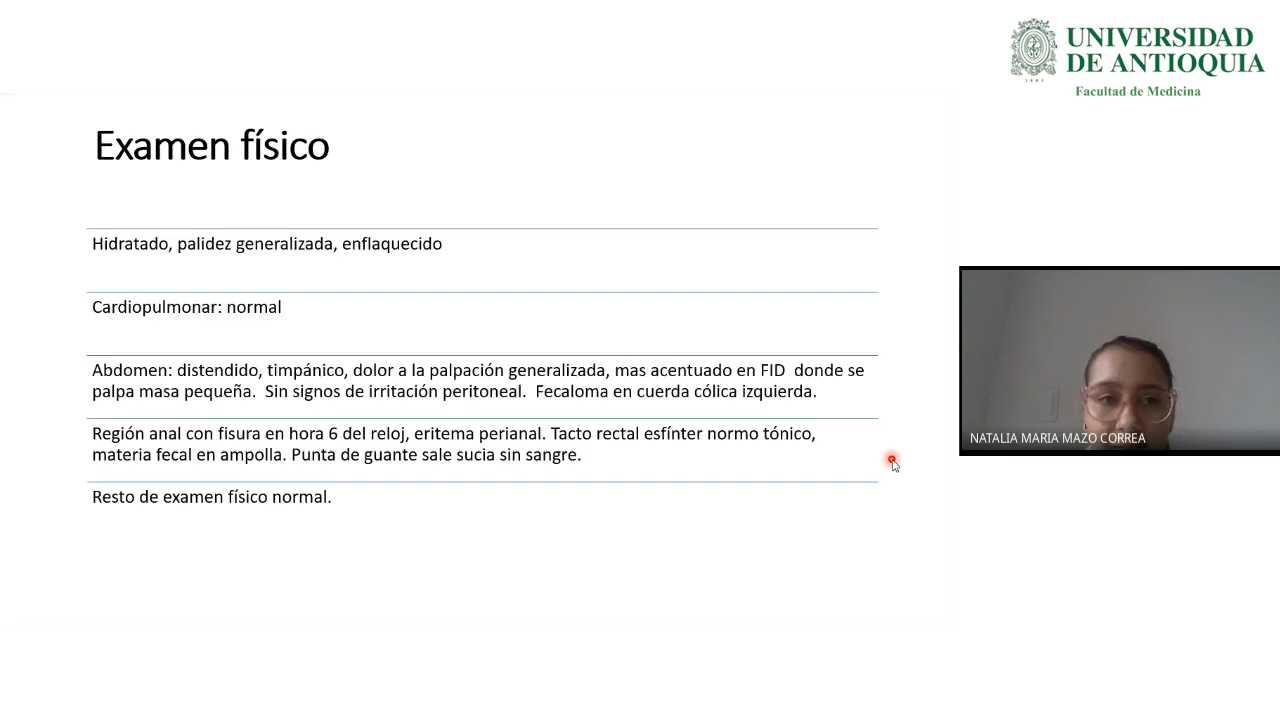 UNIVERSIDAD
DE ANTIOQUIA
1803
Facultad de Medicina
Examen físico
Hidratado, palidez generalizada, enflaquecido
Cardiopulmonar: normal
Abdomen: distendido, timpánico, dolor a la palpación generalizada, mas acentuado en FID donde se
palpa masa pequeña. Sin signos de irritación peritoneal. Fecaloma en cuerda cólica izquierda.
Región anal con fisura en hora 6 del reloj, eritema perianal. Tacto rectal esfínter normo tónico,
materia fecal en ampolla. Punta de guante sale sucia sin sangre.
Resto de examen físico normal.
NATALIA MARIA MAZO CORREA